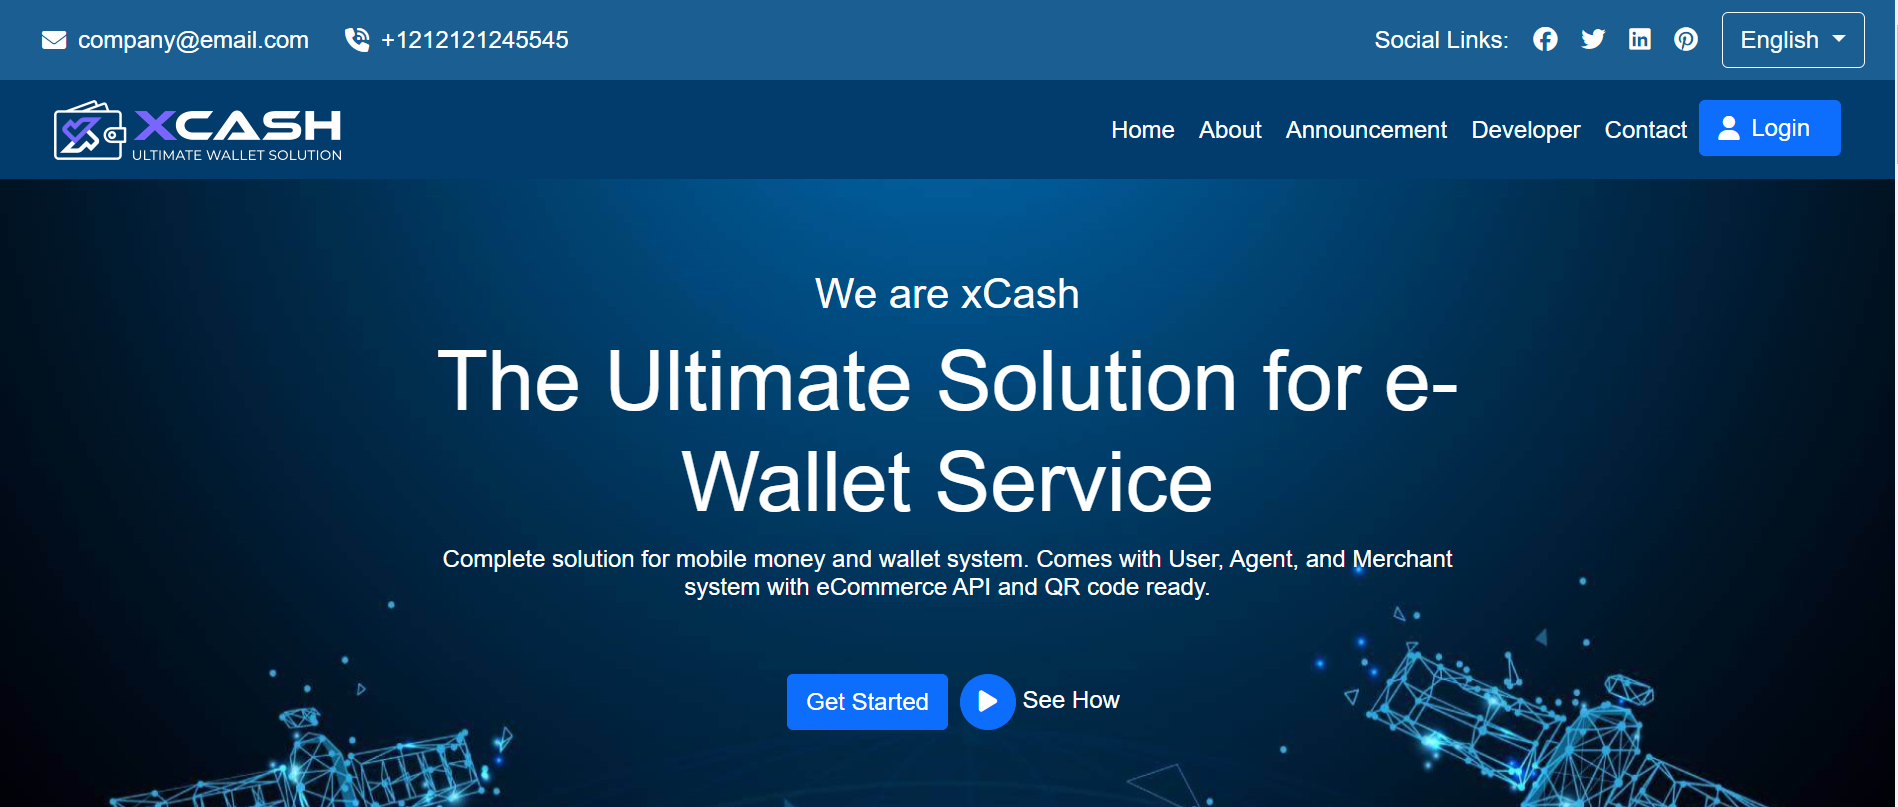 company@email.com +1212121245545 Social Links: English
XCASH
ULTIMATE WALLET SOLUTION
Home About Announcement Developer Contact Login
We are xCash
The Ultimate Solution for e-
Wallet Service
Complete solution for mobile money and wallet system. Comes with User, Agent, and Merchant
system with eCommerce API and QR code ready.
Get Started See How